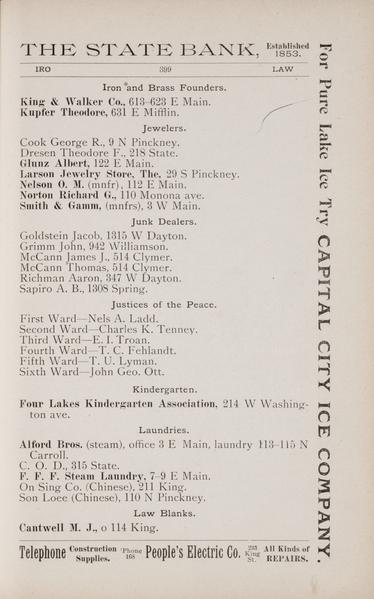 THE STATE BANK, Established 1853.
IRO 399 LAW
Iron and Brass Founders.
King & Walker Co., 613-623 E Main.
Kupfer Theodore, 631 E Mifflin.
Jewelers.
Cook George R., 9 N Pinckney.
Dresen Theodore F., 218 State.
Glunz Albert, 122 E Main.
Larson Jewelry Store, The, 29 S Pinckney.
Nelson O. M. (mnfr), 112 E Main.
Norton Richard G., 110 Monona ave.
Smith & Gamm, (mnfrs), 3 W Main.
Junk Dealers.
Goldstein Jacob, 1315 W Dayton.
Grimm John, 942 Williamson.
McCann James J., 514 Clymer.
McCann Thomas, 514 Clymer.
Richman Aaron, 347 W Dayton.
Sapiro A. B., 1308 Spring.
Justices of the Peace.
First Ward—Nels A. Ladd.
Second Ward—Charles K. Tenney.
Third Ward—E. I. Troan.
Fourth Ward—T. C. Fehlandt.
Fifth Ward—T. U. Lyman.
Sixth Ward—John Geo. Ott.
Kindergarten.
Four Lakes Kindergarten Association, 214 W Washing-
ton ave.
Laundries.
Alford Bros. (steam), office 3 E Main, laundry 113-115 N
Carroll.
C. O. D., 315 State.
F. F. F. Steam Laundry, 7-9 E Main.
On Sing Co. (Chinese), 211 King.
Son Loee (Chinese), 110 N Pinckney.
Law Blanks.
Cantwell M. J., o 114 King.
Telephone Construction Supplies. 'Phone 168 People's Electric Co. 233 King St. All Kinds of REPAIRS.
For Pure Lake Ice Try CAPITAL CITY ICE COMPANY.